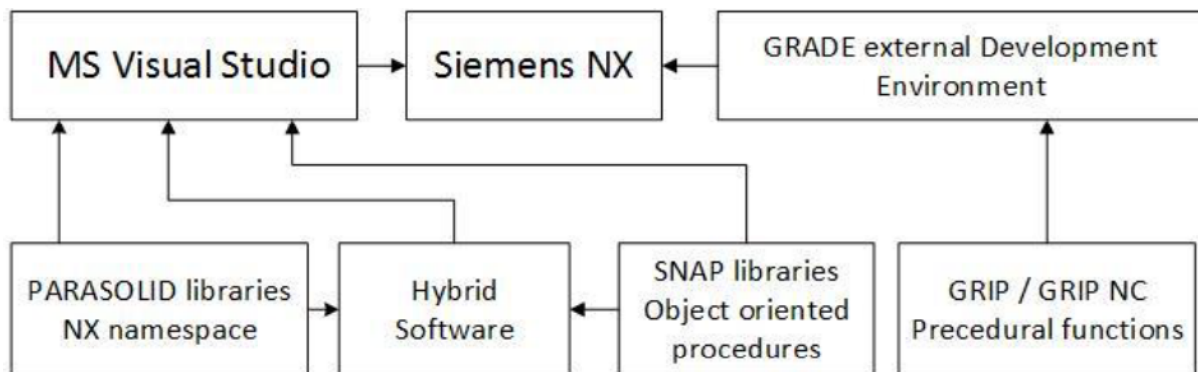 MS Visual Studio
Siemens NX
GRADE external Development
Environment
PARASOLID libraries
NX namespace
Hybrid
Software
SNAP libraries
Object oriented
procedures
GRIP / GRIP NC
Precedural functions